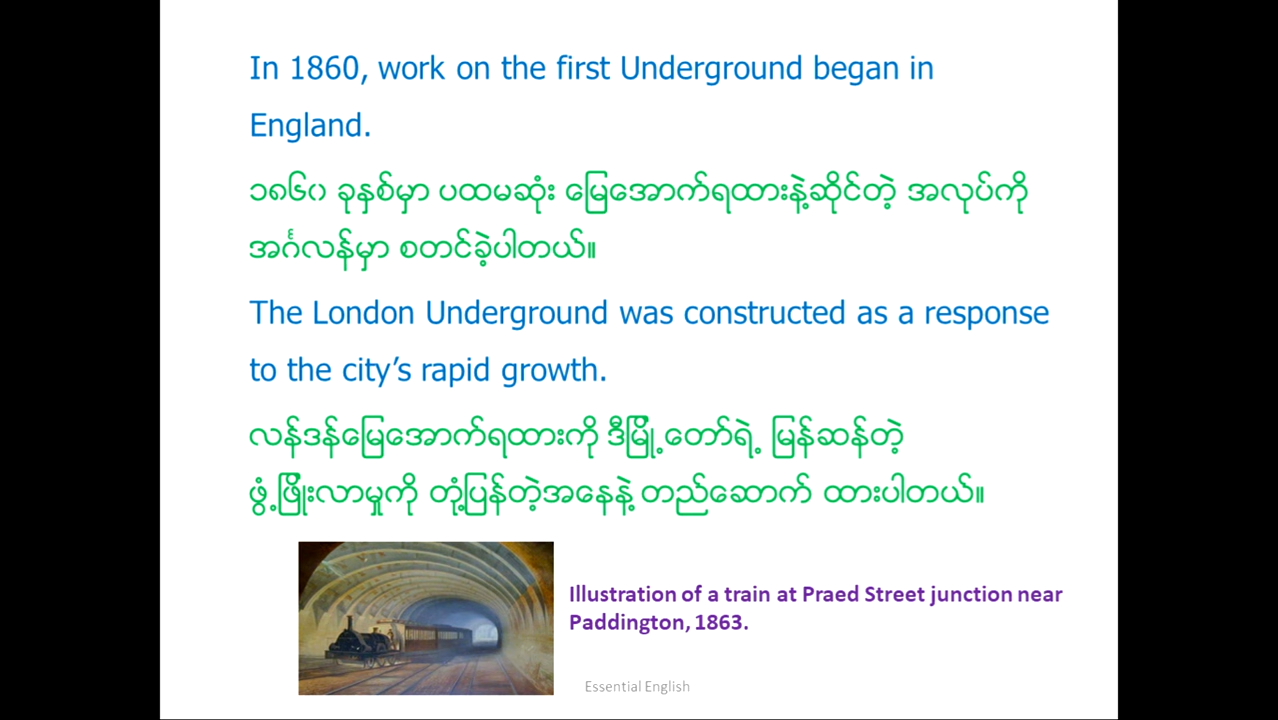 In 1860, work on the first Underground began in
England.
၁၈၆၀ ခုနှစ်မှာ ပထမဆုံး မြေအောက်ရထားနဲ့ဆိုင်တဲ့ အလုပ်ကို
အင်္ဂလန်မှာ စတင်ခဲ့ပါတယ်။
The London Underground was constructed as a response
to the city’s rapid growth.
လန်ဒန်မြေအောက်ရထားကို ဒီမြို့တော်ရဲ့ မြန်ဆန်တဲ့
ဖွံ့ဖြိုးလာမှုကို တုံ့ပြန်တဲ့အနေနဲ့ တည်ဆောက် ထားပါတယ်။
Illustration of a train at Praed Street junction near
Paddington, 1863.
Essential English